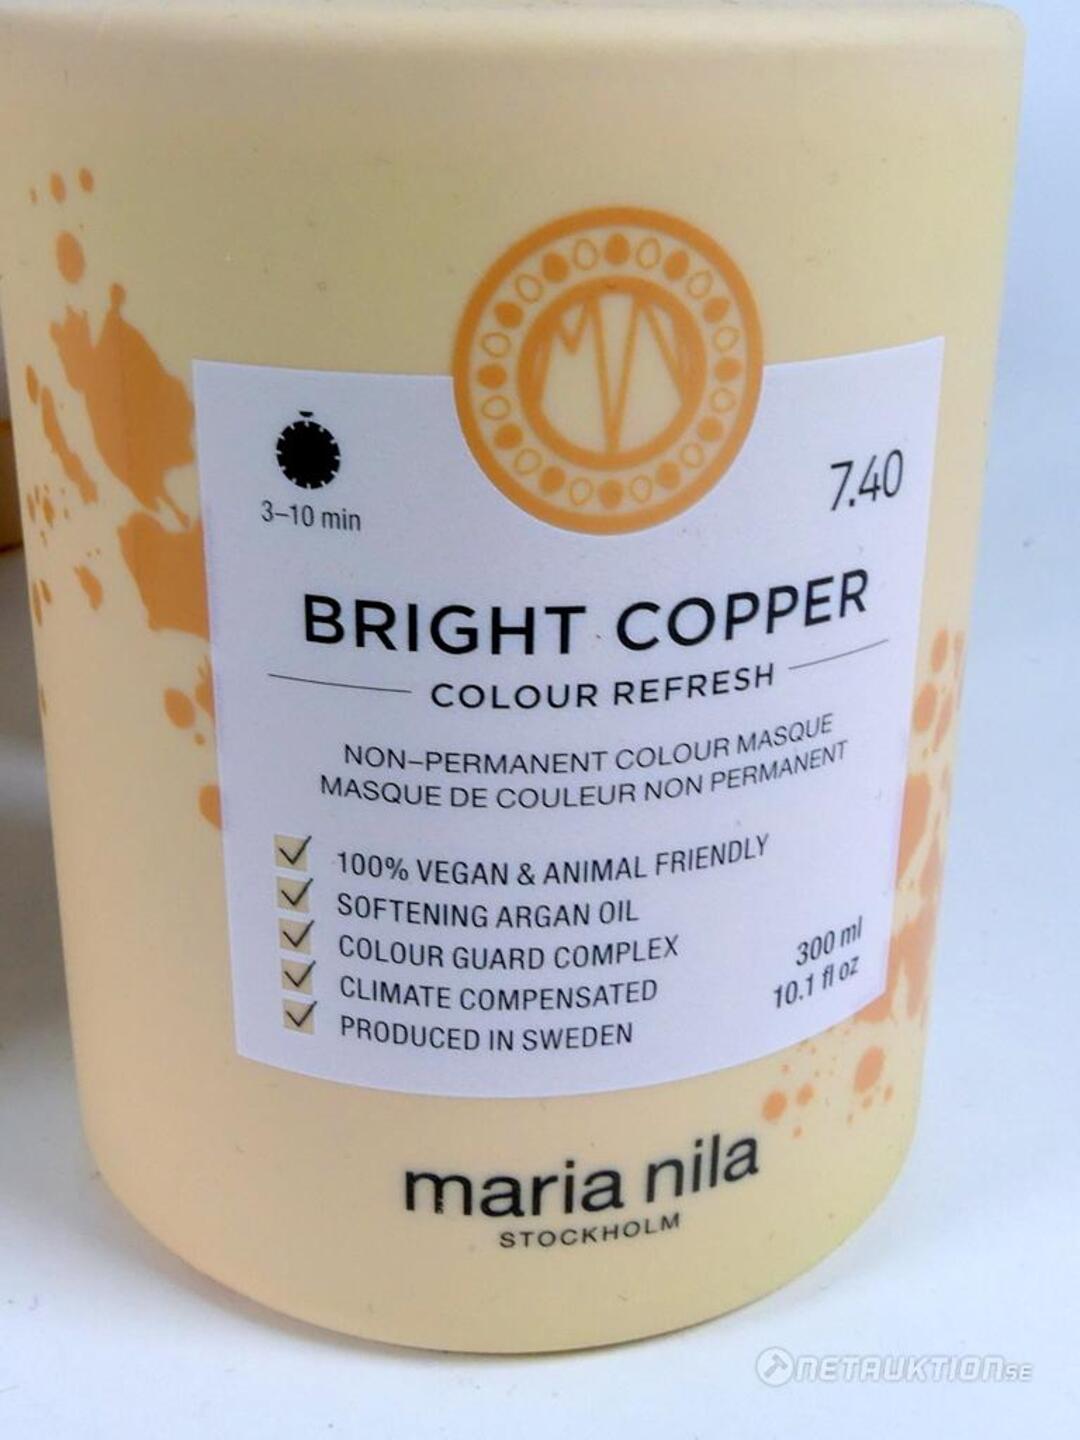 3–10 min
7.40
BRIGHT COPPER
COLOUR REFRESH
NON–PERMANENT COLOUR MASQUE
MASQUE DE COULEUR NON PERMANENT
100% VEGAN & ANIMAL FRIENDLY
SOFTENING ARGAN OIL
COLOUR GUARD COMPLEX
CLIMATE COMPENSATED
PRODUCED IN SWEDEN
300 ml
10.1 fl oz
maria nila
STOCKHOLM
NETAUKTION.SE